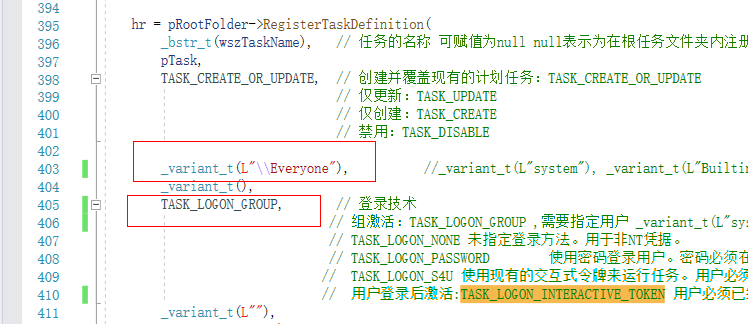 394
395 hr = pRootFolder->RegisterTaskDefinition(
396 _bstr_t(wszTaskName), // 任务的名称 可赋值为null null表示为在根任务文件夹内注册
397 pTask,
398 TASK_CREATE_OR_UPDATE, // 创建并覆盖现有的计划任务: TASK_CREATE_OR_UPDATE
399 // 仅更新: TASK_UPDATE
400 // 仅创建: TASK_CREATE
401 // 禁用: TASK_DISABLE
402
403 _variant_t(L"\\Everyone"), //_variant_t(L"system"), _variant_t(L"Builtin
404 _variant_t(),
405 TASK_LOGON_GROUP, // 登录技术
406 // 组激活: TASK_LOGON_GROUP ,需要指定用户 _variant_t(L"sys
407 // TASK_LOGON_NONE 未指定登录方法。用于非NT凭据。
408 // TASK_LOGON_PASSWORD 使用密码登录用户。密码必须在
409 // TASK_LOGON_S4U 使用现有的交互式令牌来运行任务。用户必须
410 // 用户登录后激活:TASK_LOGON_INTERACTIVE_TOKEN 用户必须已
411 _variant_t(L""),